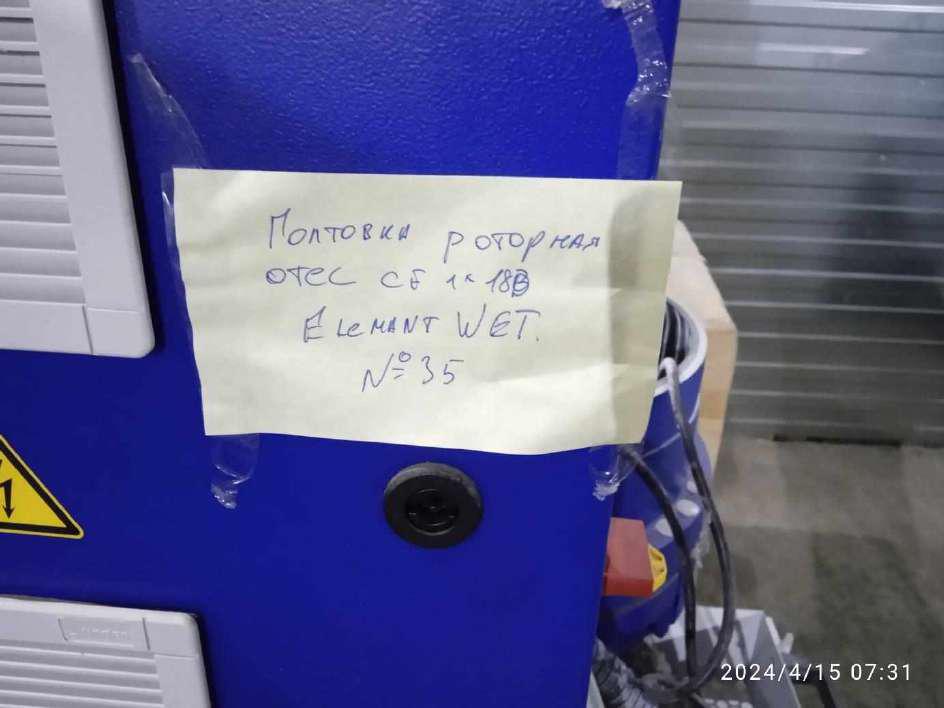 Полтовка роторная
OTEC CF 1x18B
ELEMANT WET.
№ 35
2024/4/15 07:31